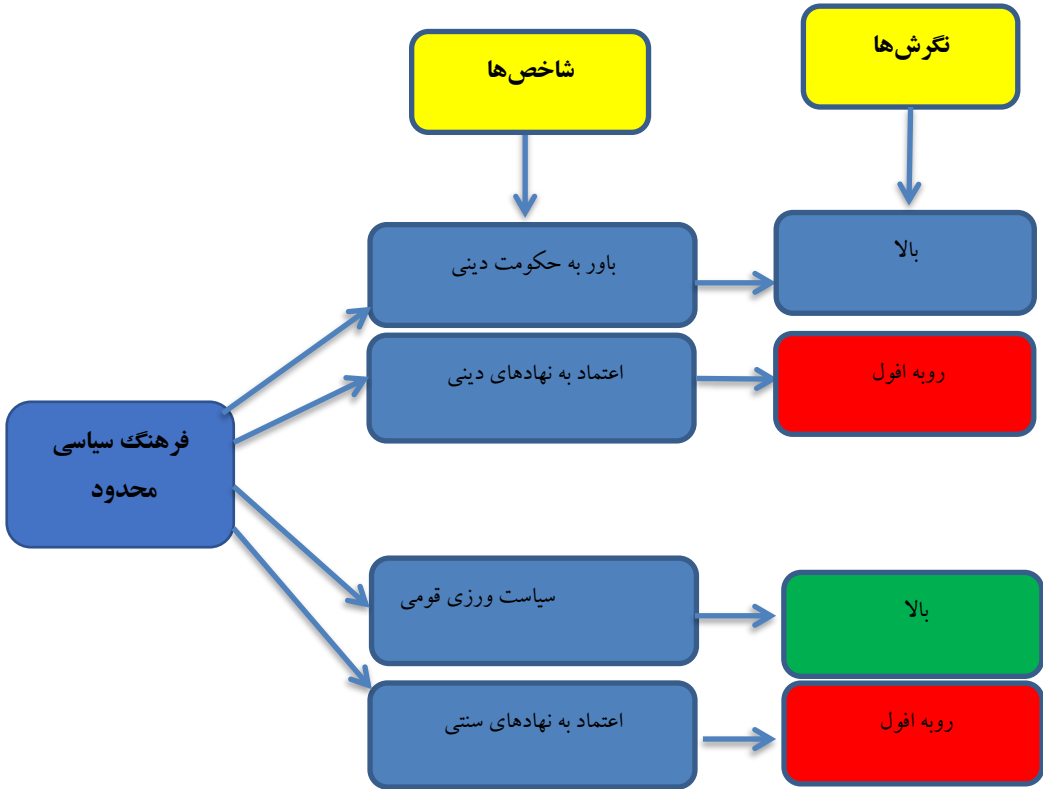 نگرش‌ها
شاخص‌ها
باور به حکومت دینی
بالا
اعتماد به نهادهای دینی
روبه افول
فرهنگ سیاسی
محدود
سیاست ورزی قومی
بالا
اعتماد به نهادهای سنتی
روبه افول